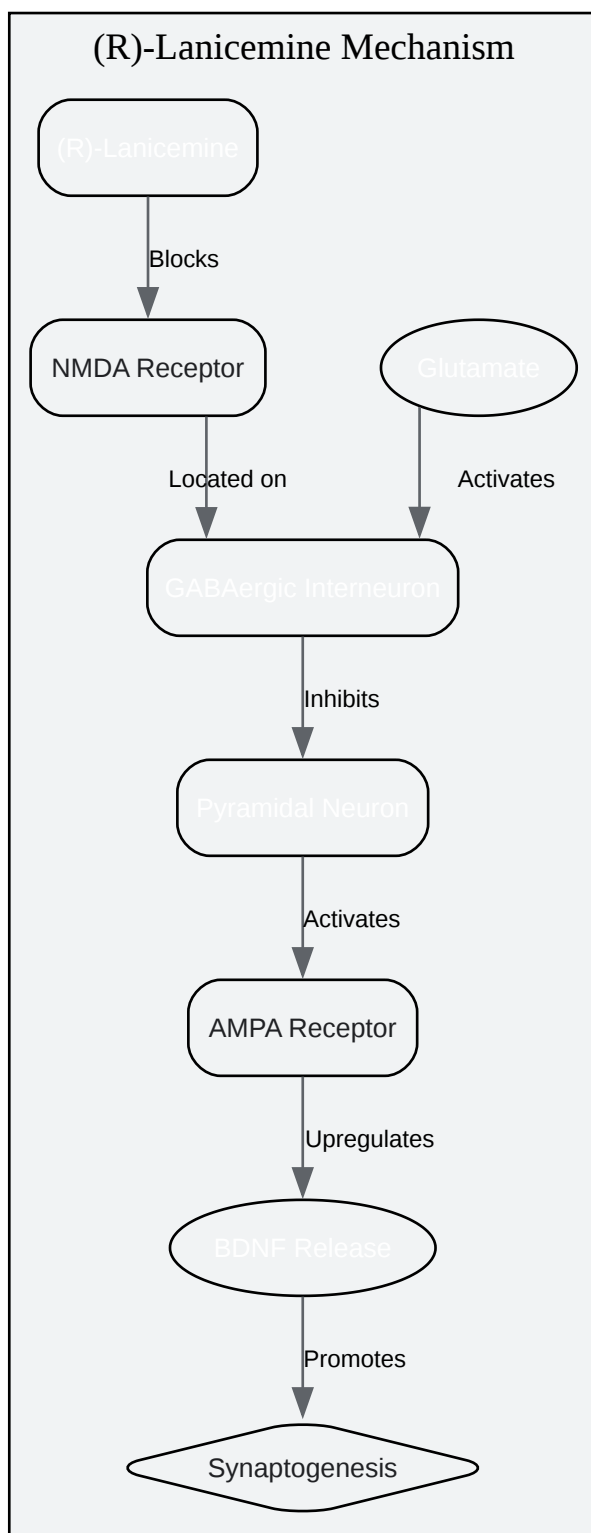 (R)-Lanicemine Mechanism
(R)-Lanicemine
Blocks
NMDA Receptor
Glutamate
Located on
Activates
GABAergic Interneuron
Inhibits
Pyramidal Neuron
Activates
AMPA Receptor
Upregulates
BDNF Release
Promotes
Synaptogenesis